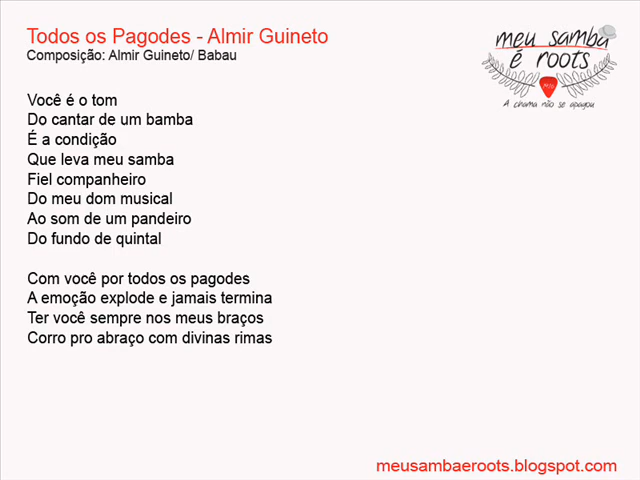 Todos os Pagodes - Almir Guineto
Composição: Almir Guineto/ Babau
meu samba
é roots
A chama não se apagou
Você é o tom
Do cantar de um bamba
É a condição
Que leva meu samba
Fiel companheiro
Do meu dom musical
Ao som de um pandeiro
Do fundo de quintal
Com você por todos os pagodes
A emoção explode e jamais termina
Ter você sempre nos meus braços
Corro pro abraço com divinas rimas
meusambaeroots.blogspot.com